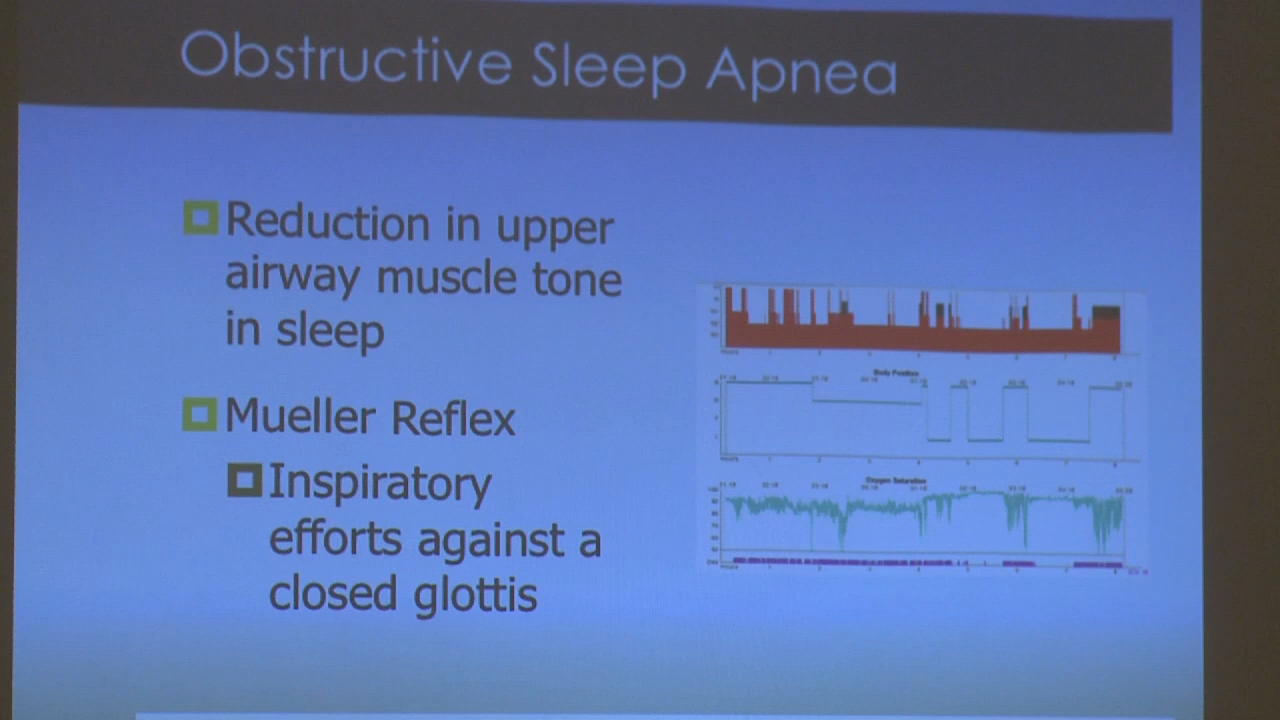 Obstructive Sleep Apnea
Reduction in upper
airway muscle tone
in sleep
Mueller Reflex
Inspiratory
efforts against a
closed glottis
Body Position
Oxygen Saturation